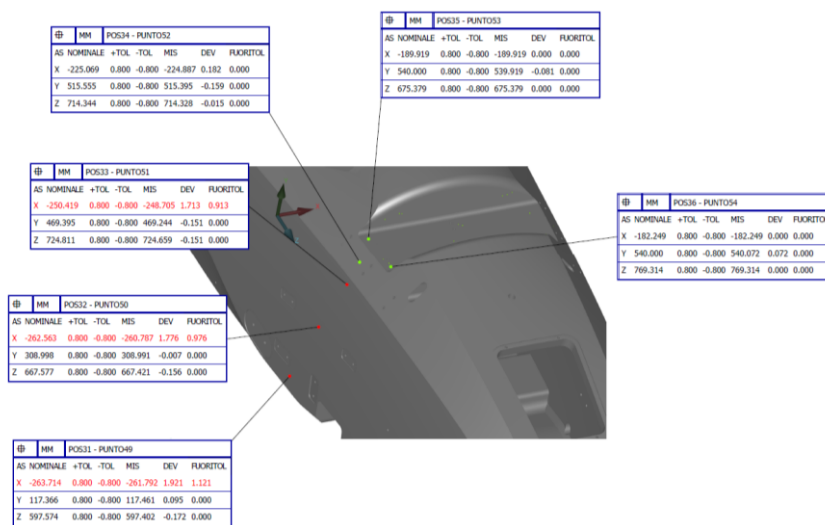 MM POS34 - PUNTO52
AS NOMINALE +TOL -TOL MIS DEV FUORITOL
X -225.069 0.800 -0.800 -224.887 0.182 0.000
Y 515.555 0.800 -0.800 515.395 -0.159 0.000
Z 714.344 0.800 -0.800 714.328 -0.015 0.000
MM POS35 - PUNTO53
AS NOMINALE +TOL -TOL MIS DEV FUORITOL
X -189.919 0.800 -0.800 -189.919 0.000 0.000
Y 540.000 0.800 -0.800 539.919 -0.081 0.000
Z 675.379 0.800 -0.800 675.379 0.000 0.000
MM POS33 - PUNTO51
AS NOMINALE +TOL -TOL MIS DEV FUORITOL
X -250.419 0.800 -0.800 -248.705 1.713 0.913
Y 469.395 0.800 -0.800 469.244 -0.151 0.000
Z 724.811 0.800 -0.800 724.659 -0.151 0.000
MM POS36 - PUNTO54
AS NOMINALE +TOL -TOL MIS DEV FUORITOL
X -182.249 0.800 -0.800 -182.249 0.000 0.000
Y 540.000 0.800 -0.800 540.072 0.072 0.000
Z 769.314 0.800 -0.800 769.314 0.000 0.000
MM POS32 - PUNTO50
AS NOMINALE +TOL -TOL MIS DEV FUORITOL
X -262.563 0.800 -0.800 -260.787 1.776 0.976
Y 308.998 0.800 -0.800 308.991 -0.007 0.000
Z 667.577 0.800 -0.800 667.421 -0.156 0.000
MM POS31 - PUNTO49
AS NOMINALE +TOL -TOL MIS DEV FUORITOL
X -263.714 0.800 -0.800 -261.792 1.921 1.121
Y 117.366 0.800 -0.800 117.461 0.095 0.000
Z 597.574 0.800 -0.800 597.402 -0.172 0.000